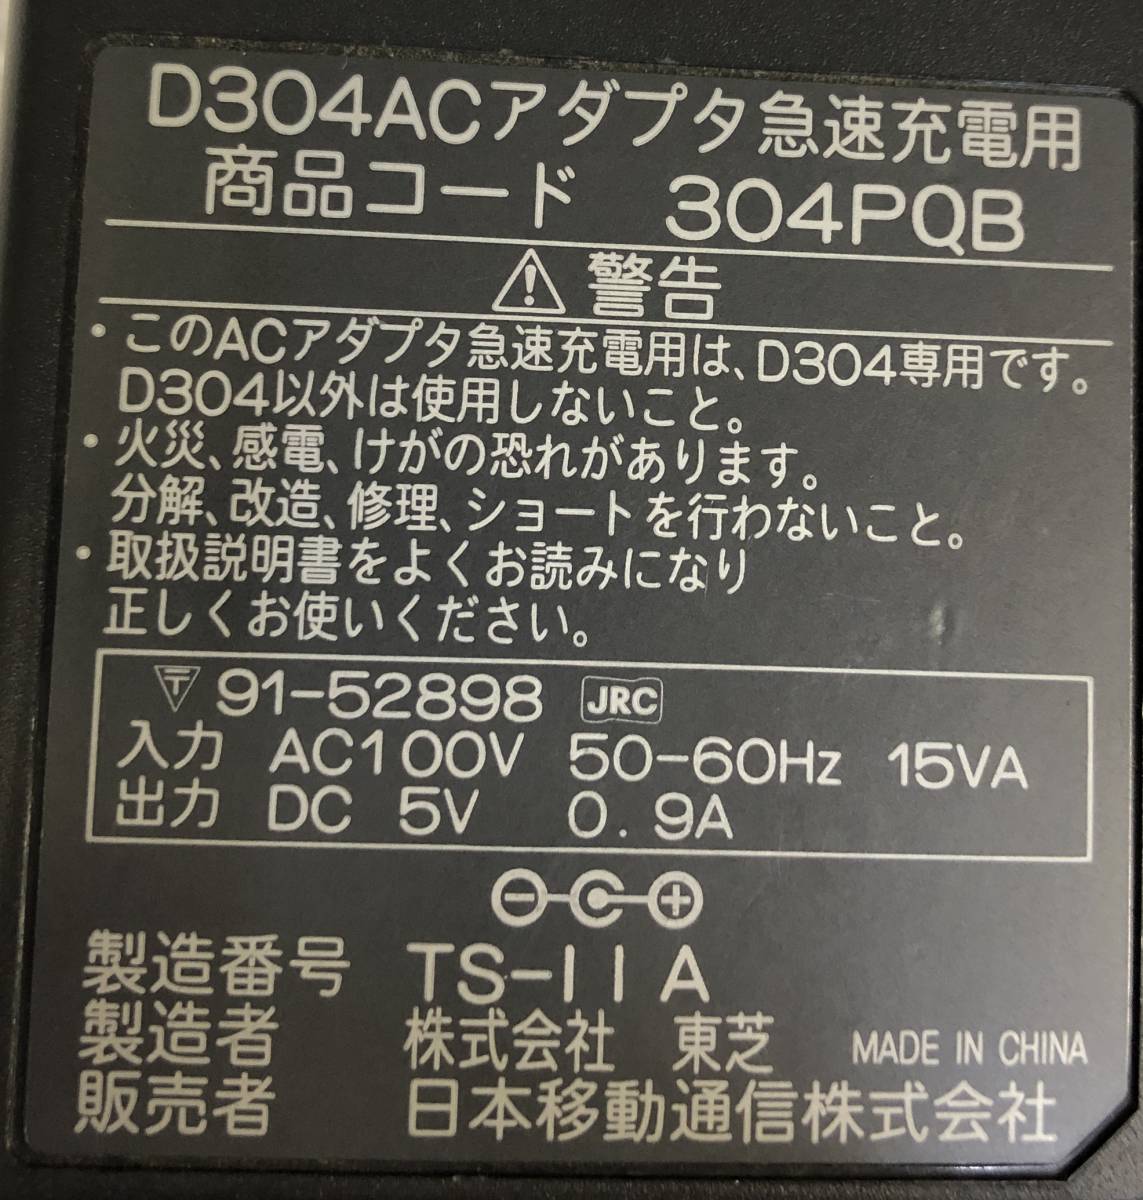 D304ACアダプタ急速充電用
商品コード 304PQB
警告
・このACアダプタ急速充電用は、D304専用です。
D304以外は使用しないこと。
・火災、感電、けがの恐れがあります。
分解、改造、修理、ショートを行わないこと。
・取扱説明書をよくお読みになり
正しくお使いください。
〒 91-52898 JRC
入力 AC100V 50-60Hz 15VA
出力 DC 5V 0.9A
製造番号 TS-11A
製造者 株式会社 東芝 MADE IN CHINA
販売者 日本移動通信株式会社